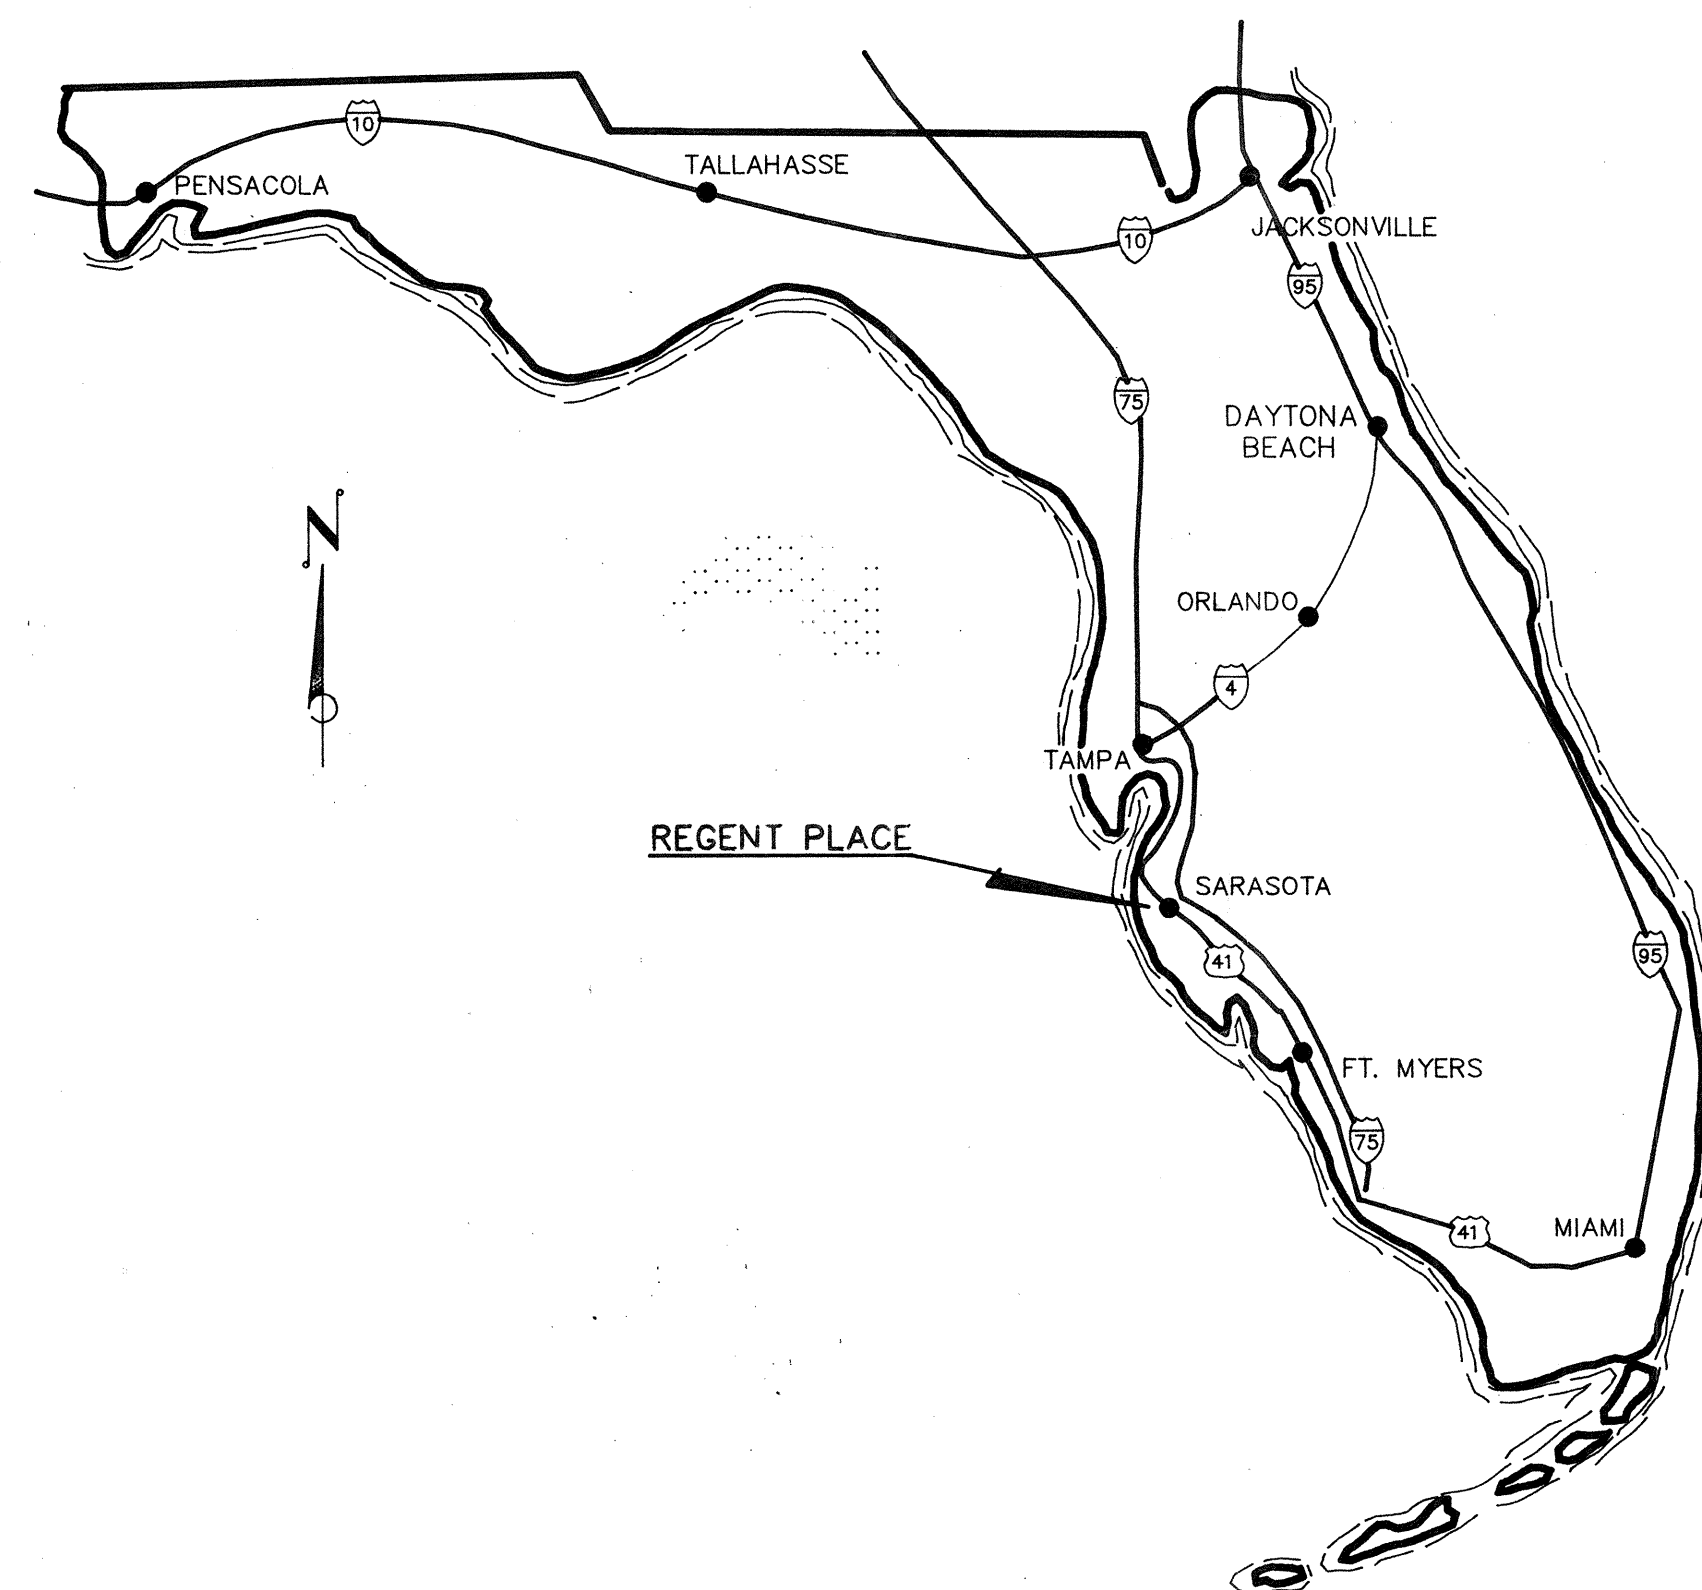 10
TALLAHASSE
PENSACOLA
10
JACKSONVILLE
95
75
DAYTONA
BEACH
N
ORLANDO
4
TAMPA
REGENT PLACE
SARASOTA
41
95
FT. MYERS
75
41
MIAMI